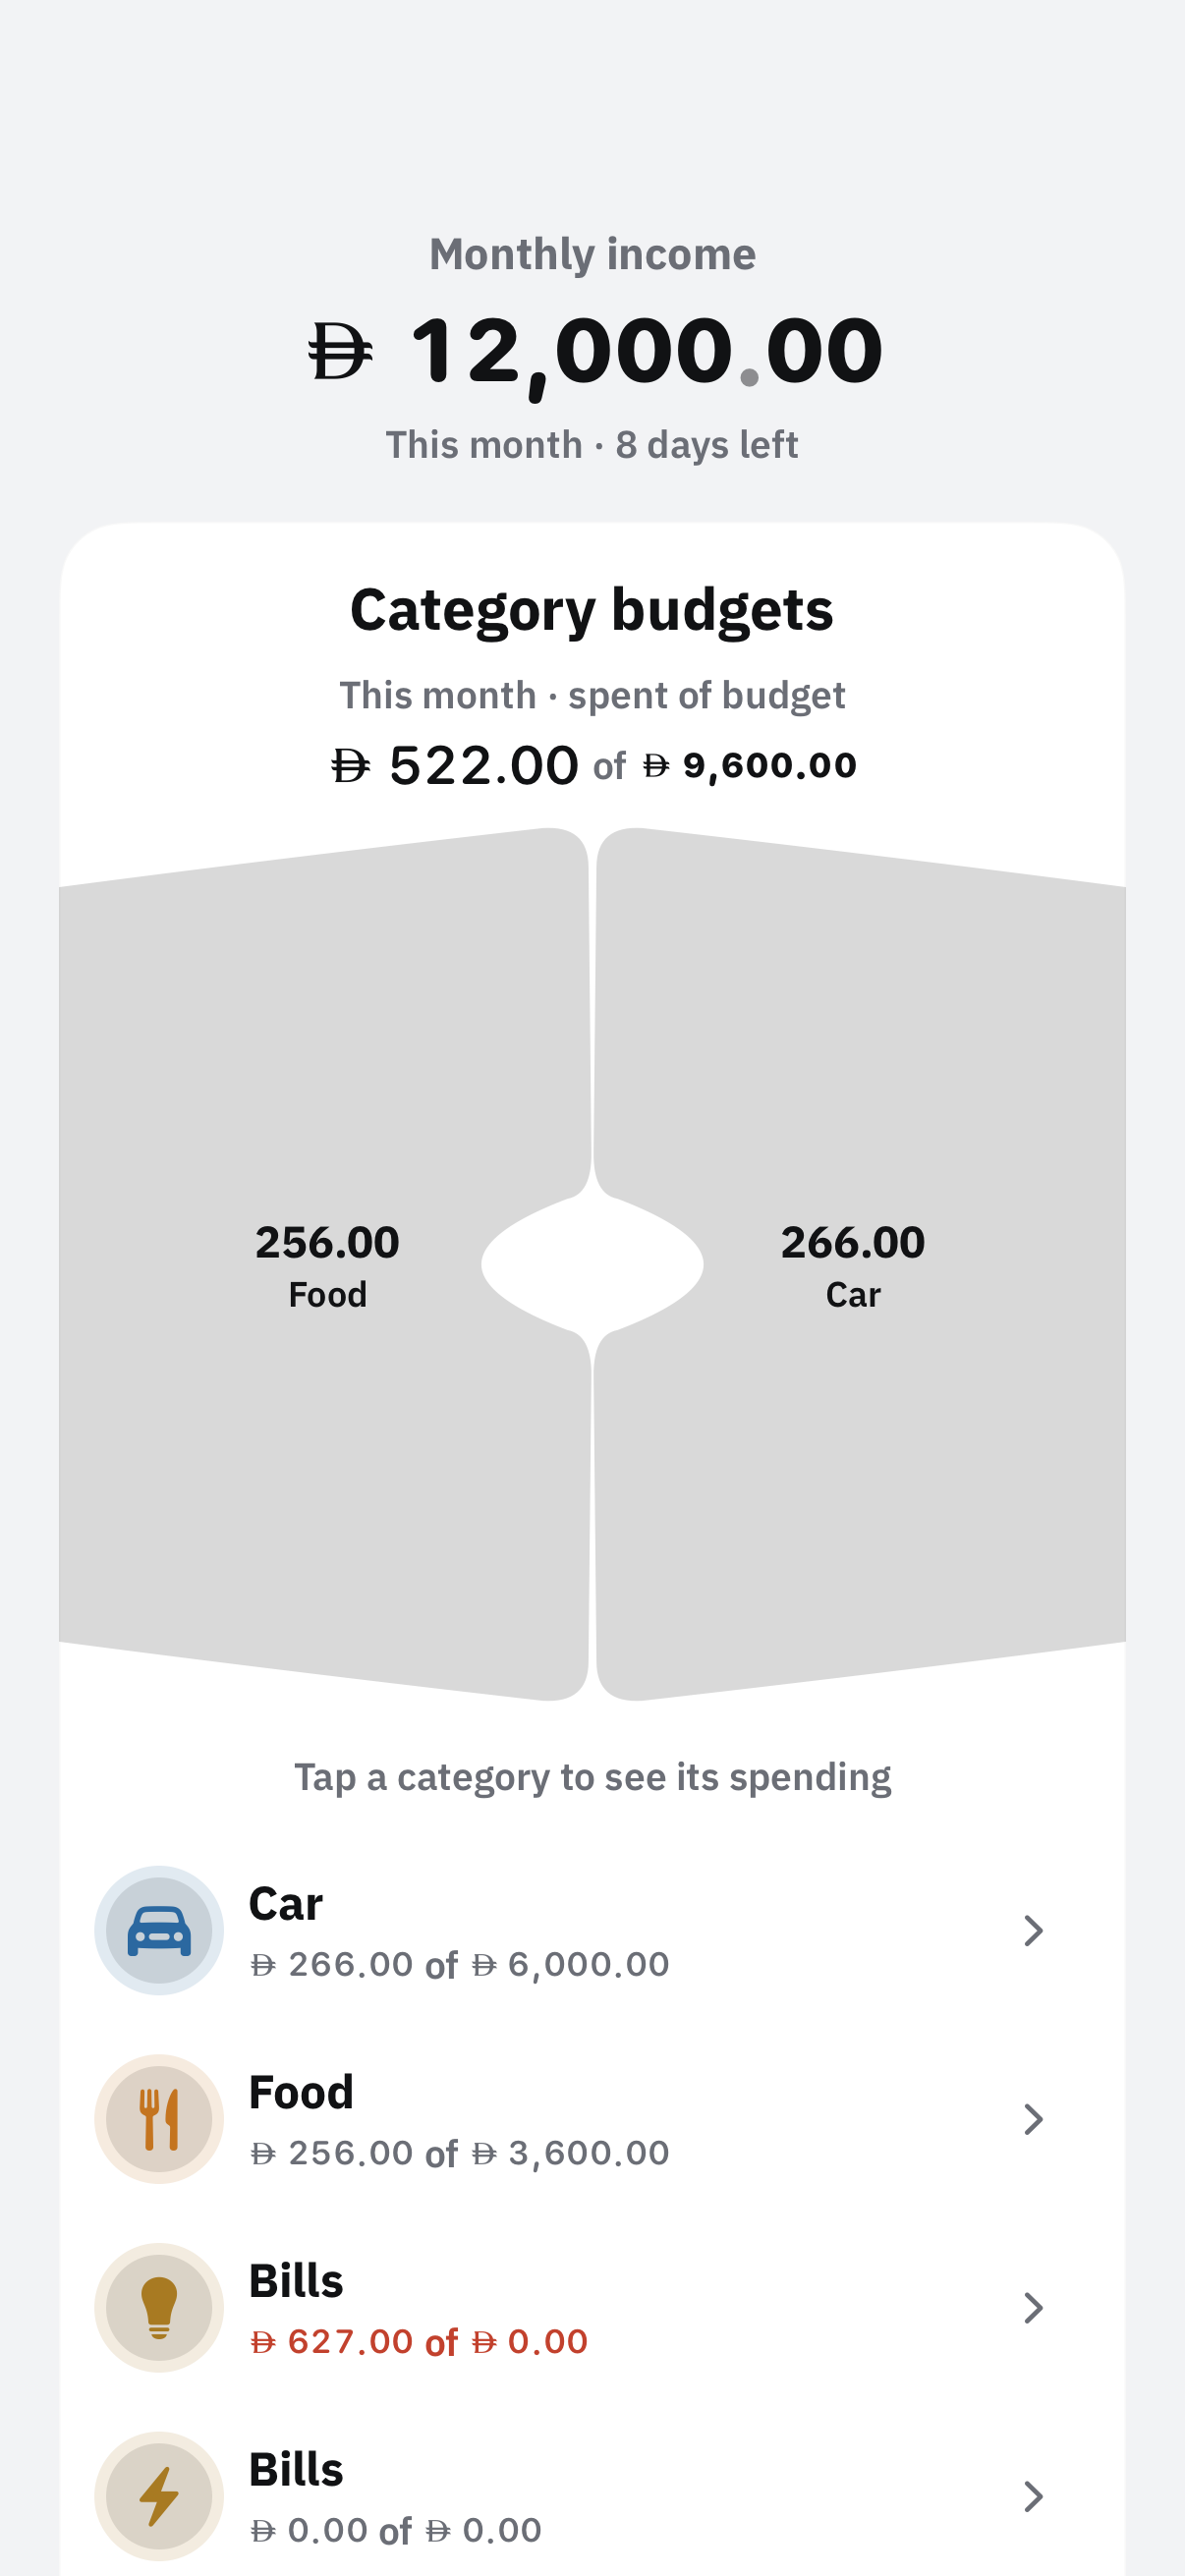 Monthly income
 12,000.00
This month · 8 days left
Category budgets
This month · spent of budget
 522.00 of  9,600.00
256.00
Food
266.00
Car
Tap a category to see its spending
Car
 266.00 of  6,000.00
Food
 256.00 of  3,600.00
Bills
 627.00 of  0.00
Bills
 0.00 of  0.00